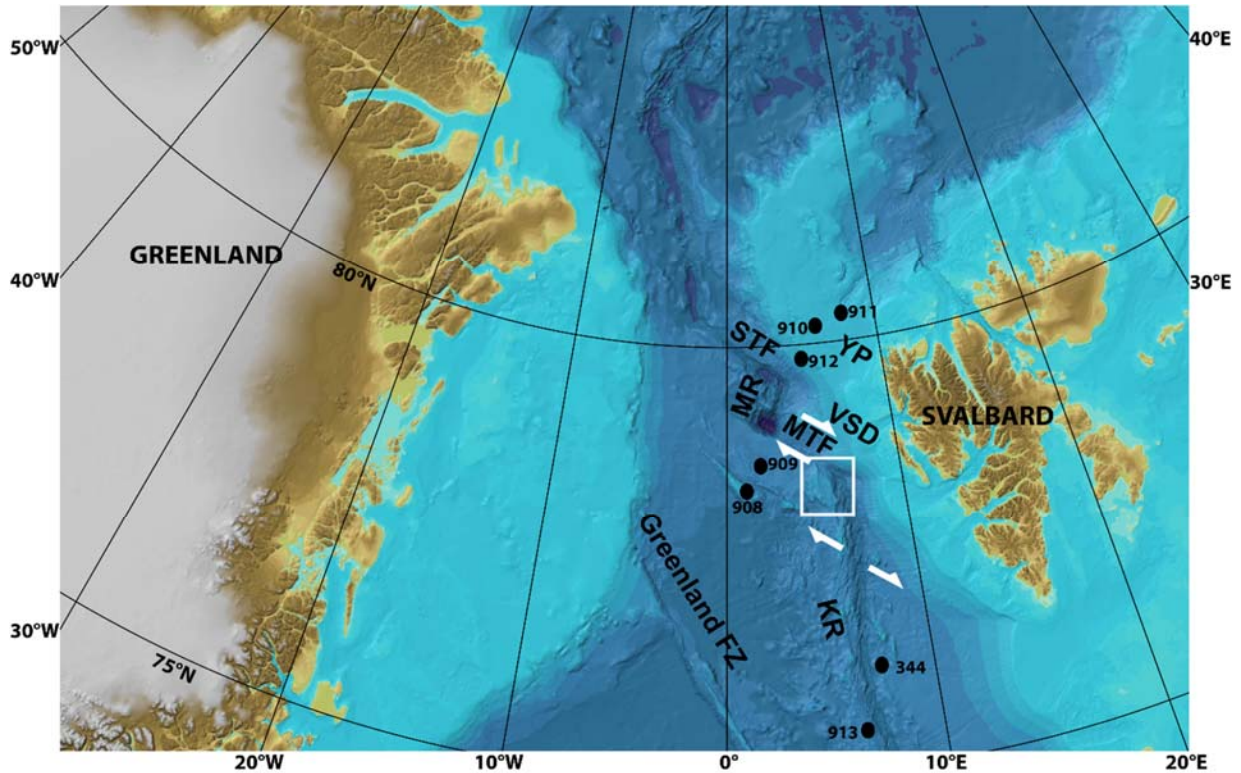 50°W
40°E
GREENLAND
80°N
40°W
30°E
910
911
STF
912
YP
MR
VSD
MTF
SVALBARD
909
908
Greenland FZ
KR
30°W
75°N
344
913
20°W
10°W
0°
10°E
20°E